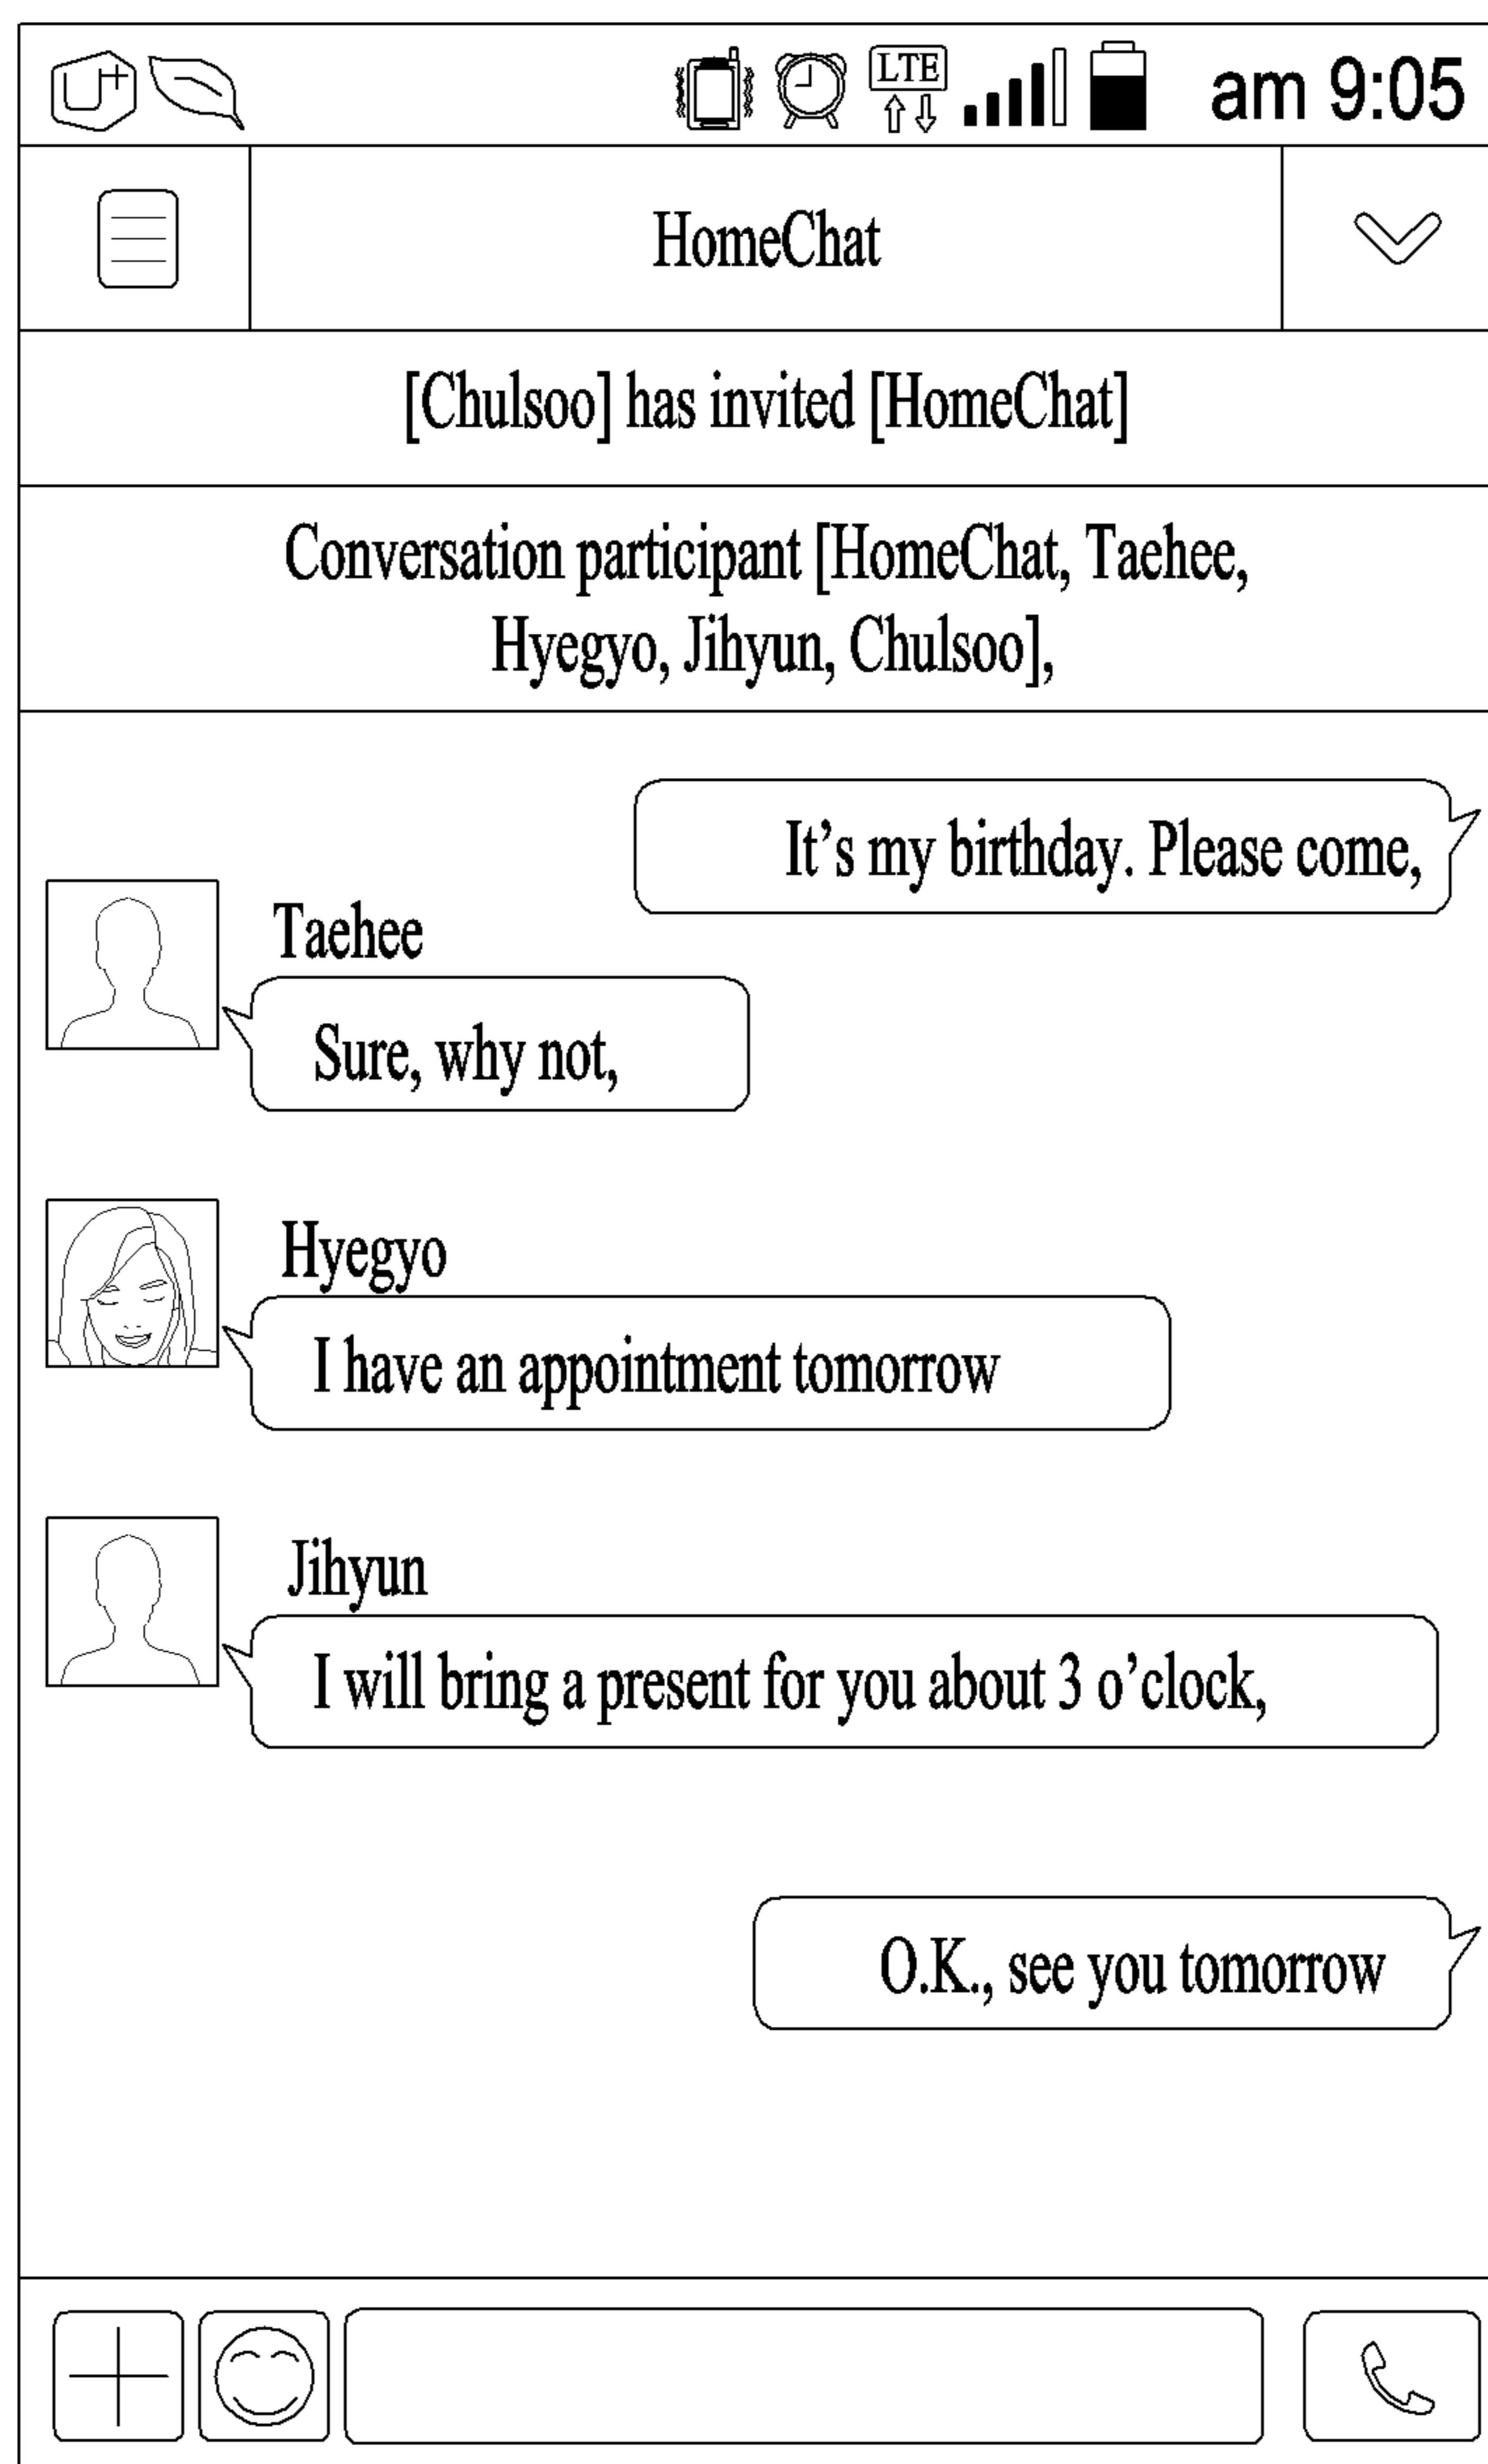 U+
LTE
am 9:05
HomeChat
[Chulsoo] has invited [HomeChat]
Conversation participant [HomeChat, Taehee,
Hyegyo, Jihyun, Chulsoo],
It’s my birthday. Please come,
Taehee
Sure, why not,
Hyegyo
I have an appointment tomorrow
Jihyun
I will bring a present for you about 3 o’clock,
O.K., see you tomorrow